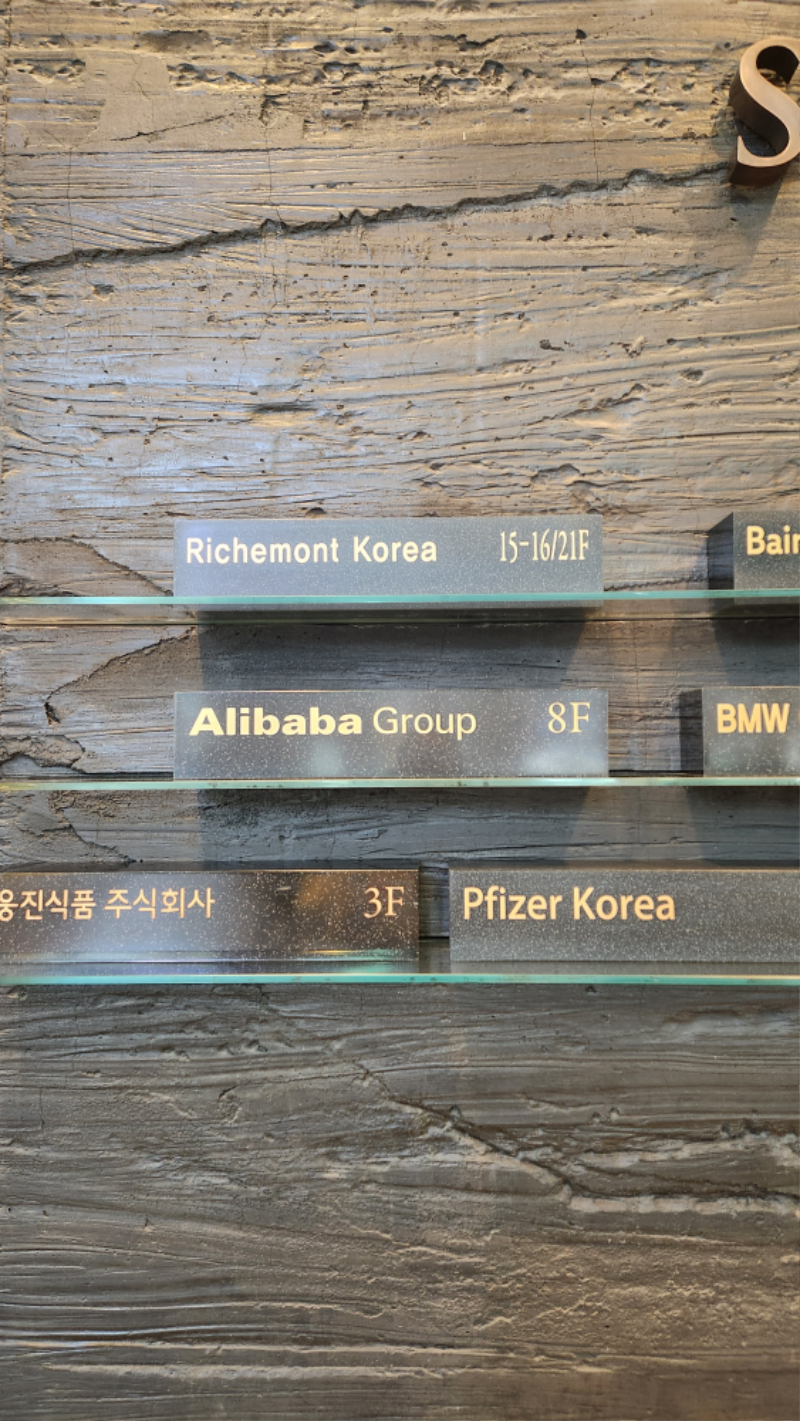 S
Richemont Korea 15-16/21F
Alibaba Group 8F
BMW
웅진식품 주식회사 3F
Pfizer Korea